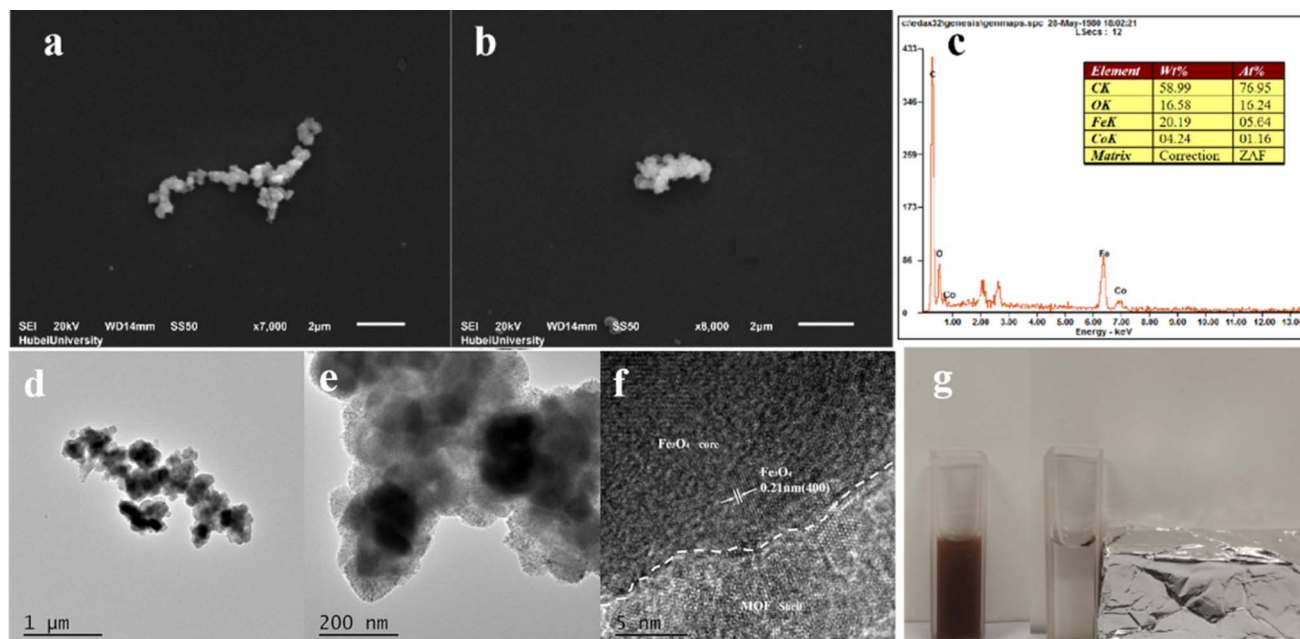 a
SEI 20kV WD14mm SS50 x7,000 2μm
HubeiUniversity
b
SEI 20kV WD14mm SS50 x8,000 2μm
HubeiUniversity
c:\edax32\genesis\genmaps.spc 28-May-1980 18:02:21
LSecs : 12
c
433
346
259
173
86
C
O
Co
Fe
Co
Element Wt% At%
CK 58.99 76.95
OK 16.58 16.24
FeK 20.19 05.64
CoK 04.24 01.16
Matrix Correction ZAF
1.00 2.00 3.00 4.00 5.00 6.00 7.00 8.00 9.00 10.00 11.00 12.00 13.0
Energy - keV
d
1 μm
e
200 nm
f
Fe₃O₄ core
Fe₃O₄
0.21nm(400)
MOF Shell
5 nm
g